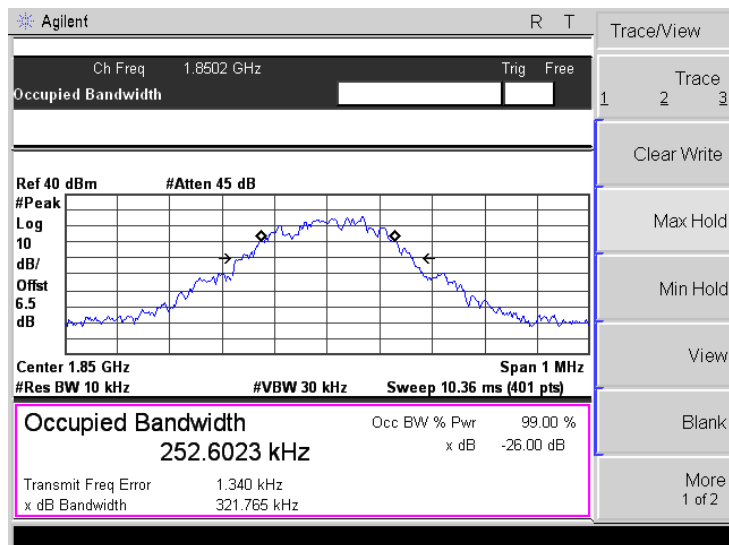 Agilent R T
Ch Freq 1.8502 GHz Trig Free
Occupied Bandwidth
Ref 40 dBm #Atten 45 dB
#Peak
Log
10
dB/
Offst
6.5
dB
Center 1.85 GHz Span 1 MHz
#Res BW 10 kHz #VBW 30 kHz Sweep 10.36 ms (401 pts)
Occupied Bandwidth Occ BW % Pwr 99.00 %
252.6023 kHz x dB -26.00 dB
Transmit Freq Error 1.340 kHz
x dB Bandwidth 321.765 kHz
Trace/View
Trace
1 2 3
Clear Write
Max Hold
Min Hold
View
Blank
More
1 of 2